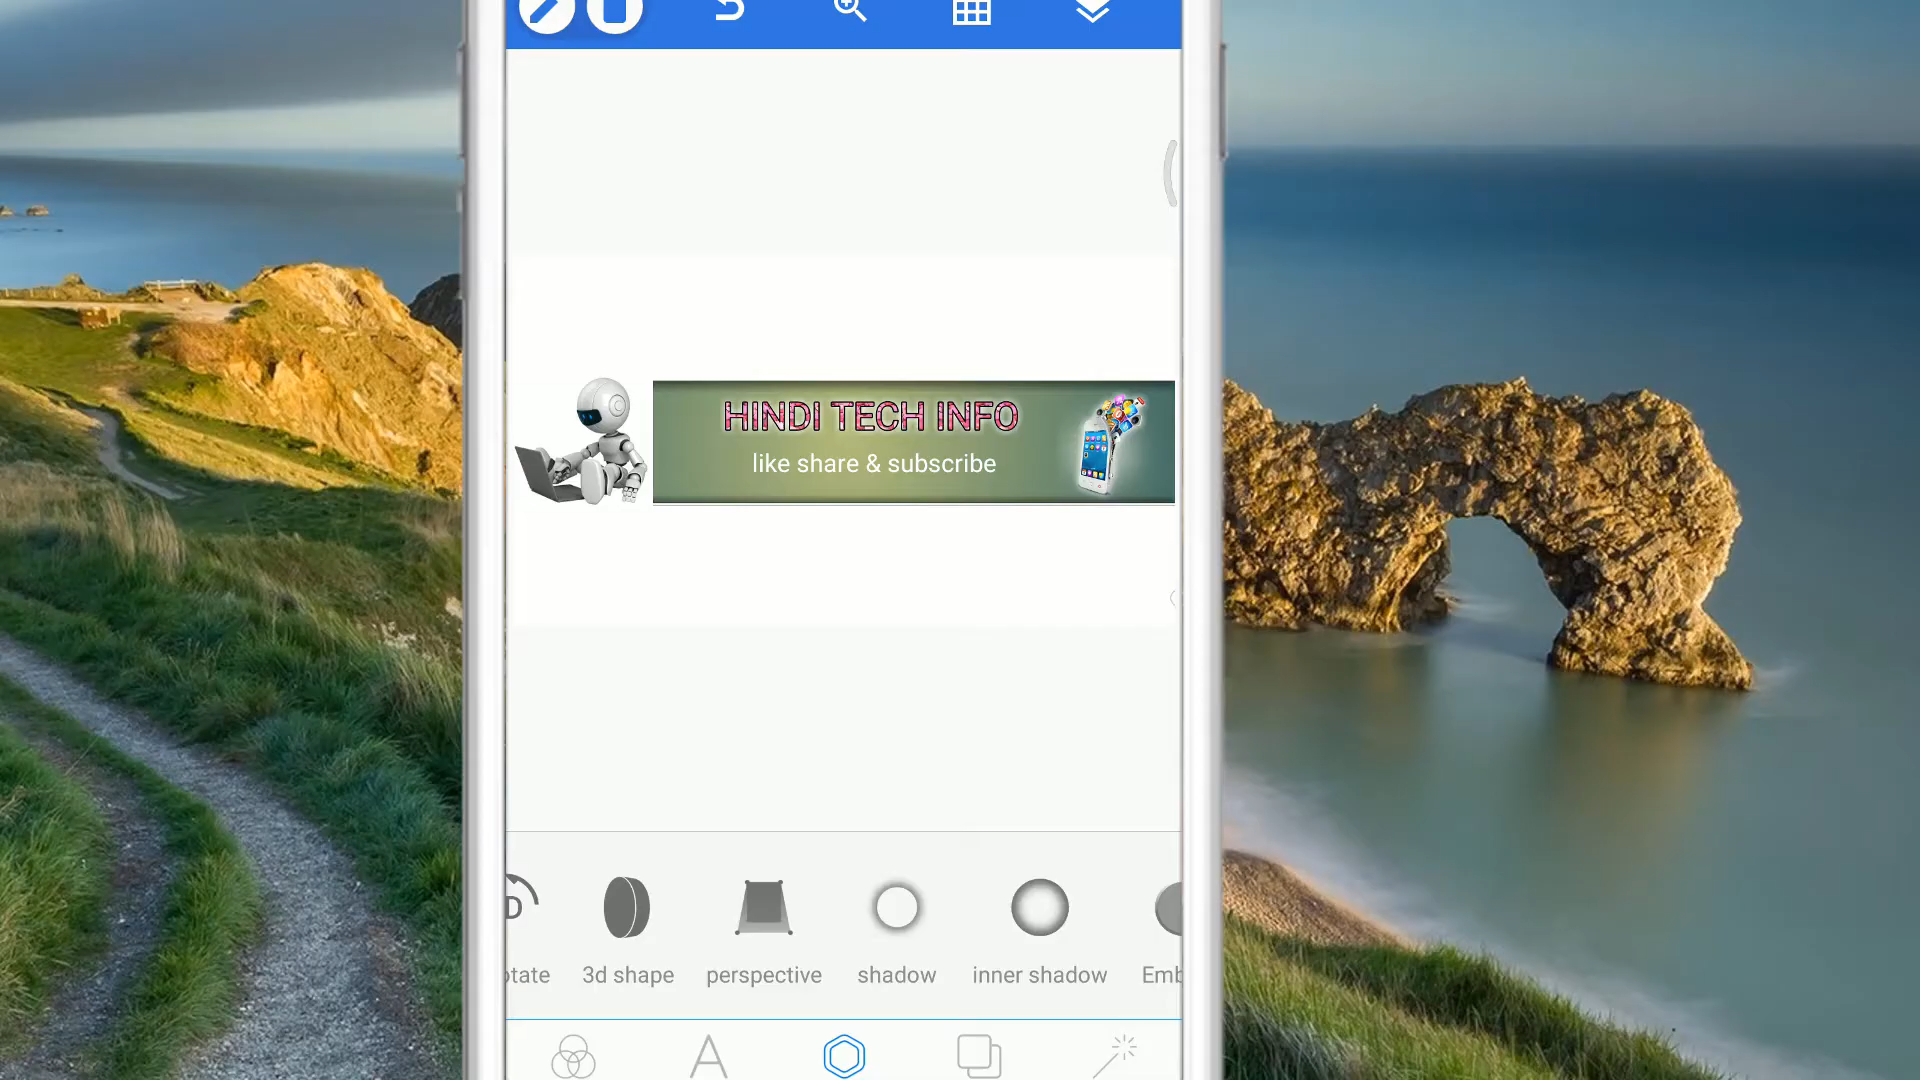 HINDI TECH INFO
like share & subscribe
3d shape
perspective
shadow
inner shadow